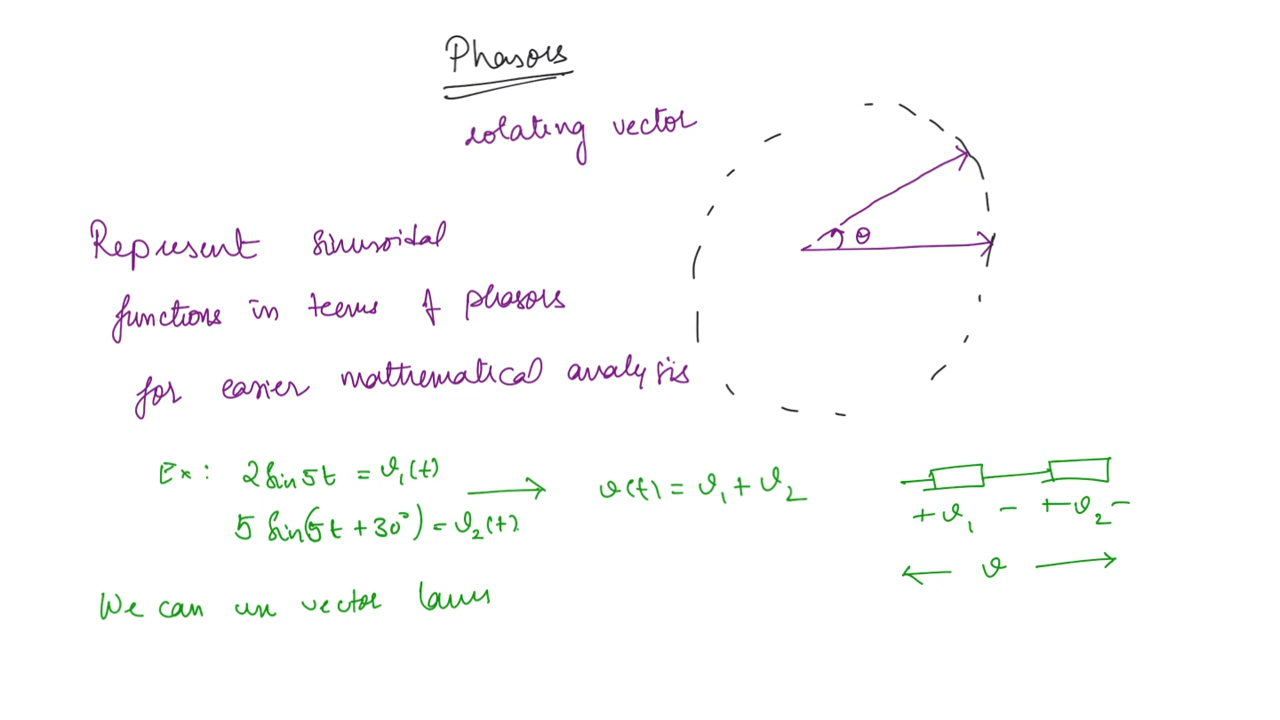 Phasors
rotating vector
θ
Represent sinusoidal
functions in terms of phasors
for easier mathematical analysis
Ex: 2 sin 5t = v₁(t)
5 sin(5t + 30°) = v₂(t)
v(t) = v₁ + v₂
+ v₁ - + v₂ -
v
We can use vector laws